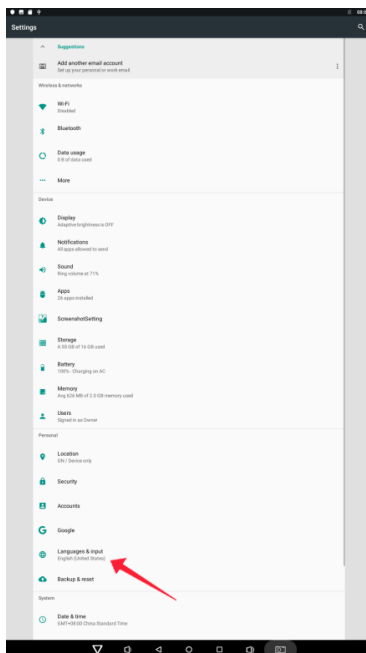 Settings
Suggestions
Add another email account
Set up your personal or work email
Wireless & networks
Wi-Fi
Disabled
Bluetooth
Data usage
0 B of data used
More
Device
Display
Adaptive brightness is OFF
Notifications
All apps allowed to send
Sound
Ring volume at 71%
Apps
26 apps installed
ScreenshotSetting
Storage
4.55 GB of 16 GB used
Battery
100% - Charging on AC
Memory
Avg 626 MB of 2.0 GB memory used
Users
Signed in as Owner
Personal
Location
ON / Device only
Security
Accounts
Google
Languages & input
English (United States)
Backup & reset
System
Date & time
GMT+08:00 China Standard Time